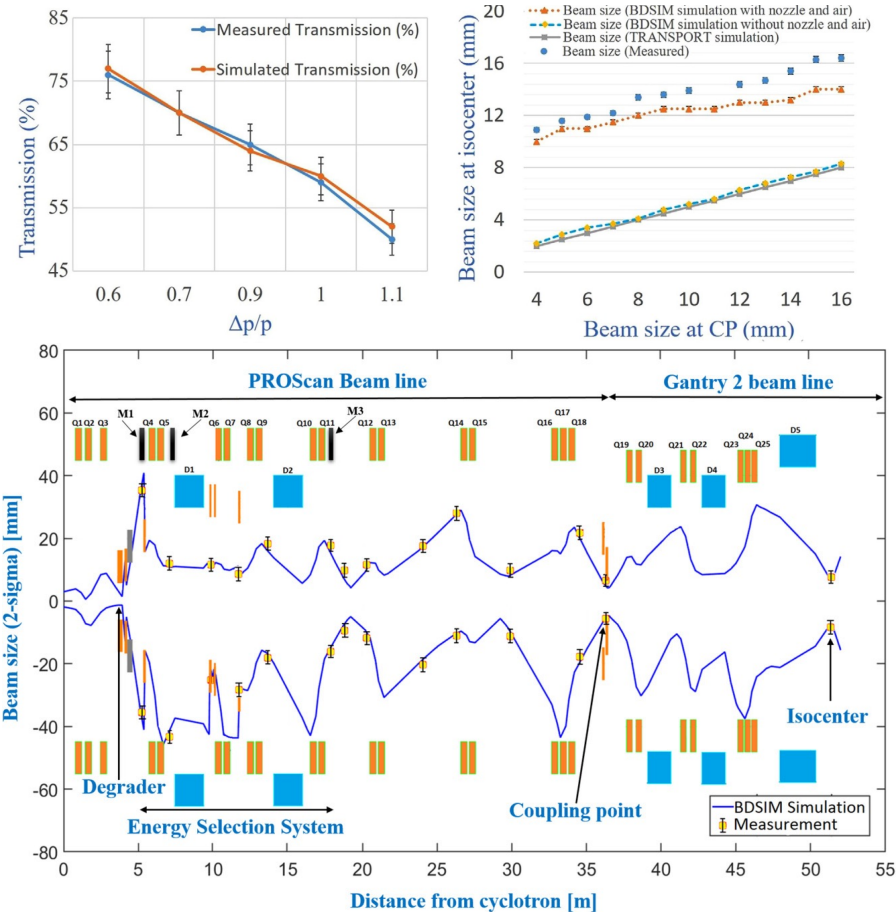 85
75
65
55
45
Transmission (%)
Measured Transmission (%)
Simulated Transmission (%)
0.6 0.7 0.9 1 1.1
Δp/p
20
16
12
8
4
0
Beam size at isocenter (mm)
Beam size (BDSIM simulation with nozzle and air)
Beam size (BDSIM simulation without nozzle and air)
Beam size (TRANSPORT simulation)
Beam size (Measured)
4 6 8 10 12 14 16
Beam size at CP (mm)
80
60
40
20
0
-20
-40
-60
-80
Beam size (2-sigma) [mm]
PROScan Beam line
Gantry 2 beam line
M1 M2 M3
Q1 Q2 Q3 Q4 Q5 Q6 Q7 Q8 Q9 Q10 Q11 Q12 Q13 Q14 Q15 Q16 Q17 Q18
Q19 Q20 Q21 Q22 Q23 Q24 Q25
D1 D2 D3 D4 D5
Degrader
Energy Selection System
Coupling point
Isocenter
BDSIM Simulation
Measurement
0 5 10 15 20 25 30 35 40 45 50 55
Distance from cyclotron [m]